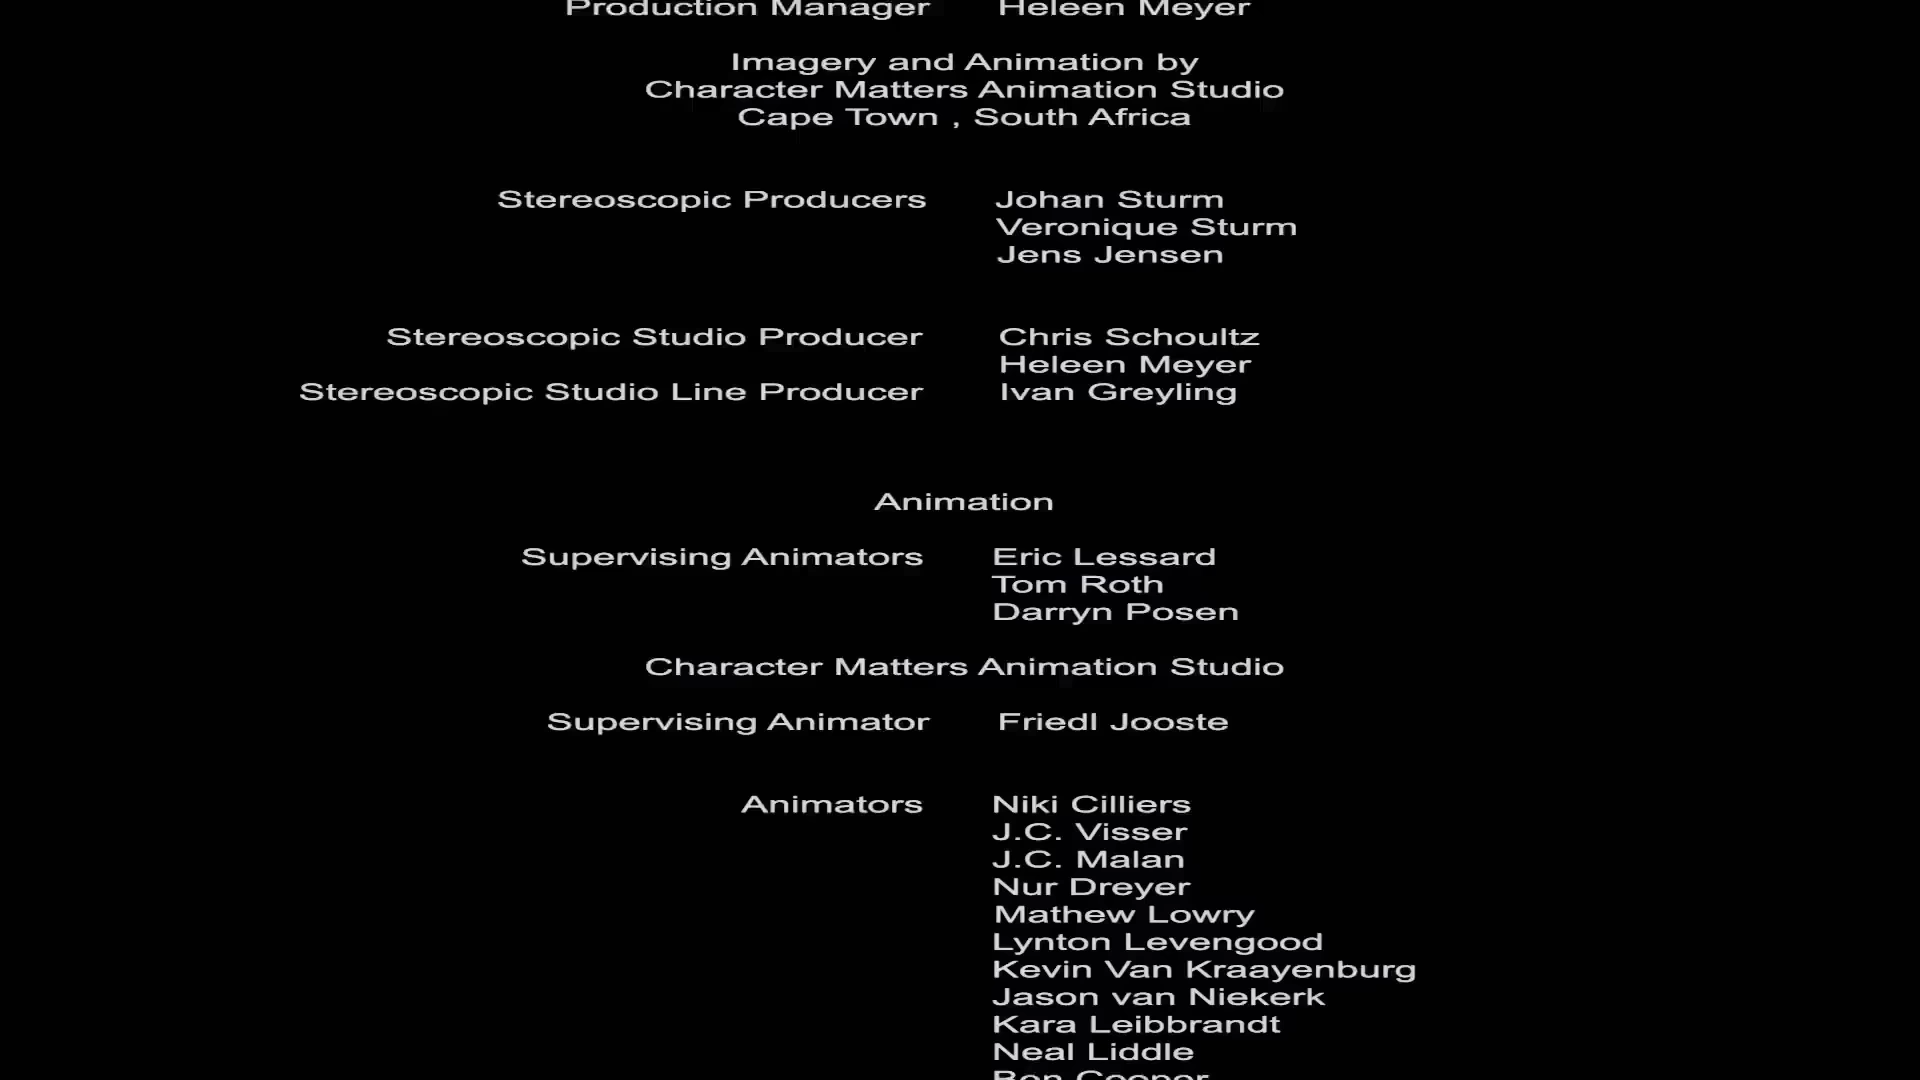 Production Manager Heleen Meyer
Imagery and Animation by
Character Matters Animation Studio
Cape Town , South Africa
Stereoscopic Producers Johan Sturm
Veronique Sturm
Jens Jensen
Stereoscopic Studio Producer Chris Schoultz
Heleen Meyer
Stereoscopic Studio Line Producer Ivan Greyling
Animation
Supervising Animators Eric Lessard
Tom Roth
Darryn Posen
Character Matters Animation Studio
Supervising Animator Friedl Jooste
Animators Niki Cilliers
J.C. Visser
J.C. Malan
Nur Dreyer
Mathew Lowry
Lynton Levengood
Kevin Van Kraayenburg
Jason van Niekerk
Kara Leibbrandt
Neal Liddle